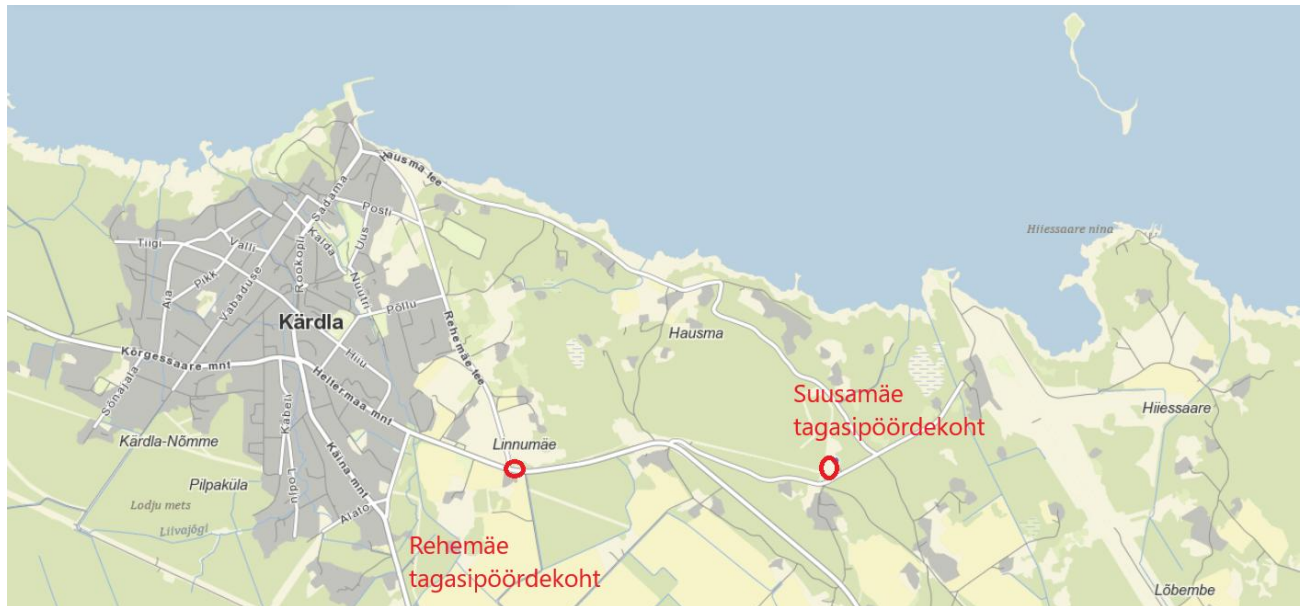 Hausma tee
Sadama
Posti
Tiigi
Valli
Kalda
Uus
Hiiessaare nina
Pikk
Rookopli
Aia
Vabaduse
Nuutri
Põllu
Kärdla
Rehemäe tee
Hausma
Kõrgessaare mnt
Hiiu
Heltermaa mnt
Suusamäe
tagasipöördekoht
Hiiessaare
Sõnajala
Kabeli
Kärdla-Nõmme
Linnumäe
Käina mnt
Pilpaküla
Lodju mets
Alato
Liivajõgi
Rehemäe
tagasipöördekoht
Lõbembe